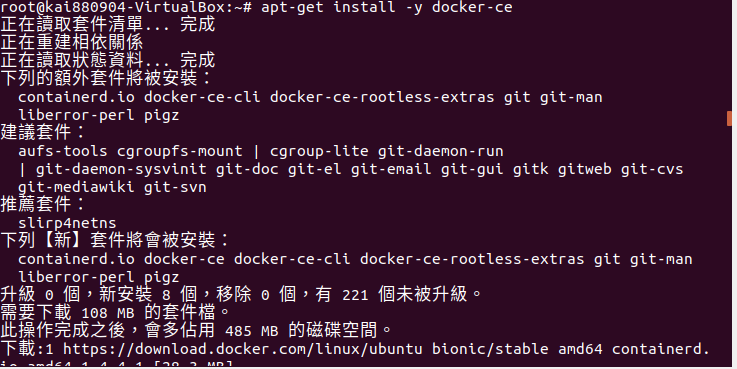 root@kai880904-VirtualBox:~# apt-get install -y docker-ce
正在讀取套件清單... 完成
正在重建相依關係
正在讀取狀態資料... 完成
下列的額外套件將被安裝：
containerd.io docker-ce-cli docker-ce-rootless-extras git git-man
liberror-perl pigz
建議套件：
aufs-tools cgroupfs-mount | cgroup-lite git-daemon-run
| git-daemon-sysvinit git-doc git-el git-email git-gui gitk gitweb git-cvs
git-mediawiki git-svn
推薦套件：
slirp4netns
下列【新】套件將會被安裝：
containerd.io docker-ce docker-ce-cli docker-ce-rootless-extras git git-man
liberror-perl pigz
升級 0 個，新安裝 8 個，移除 0 個，有 221 個未被升級。
需要下載 108 MB 的套件檔。
此操作完成之後，會多佔用 485 MB 的磁碟空間。
下載:1 https://download.docker.com/linux/ubuntu bionic/stable amd64 containerd.
io amd64 1.4.4-1 [28.3 MB]